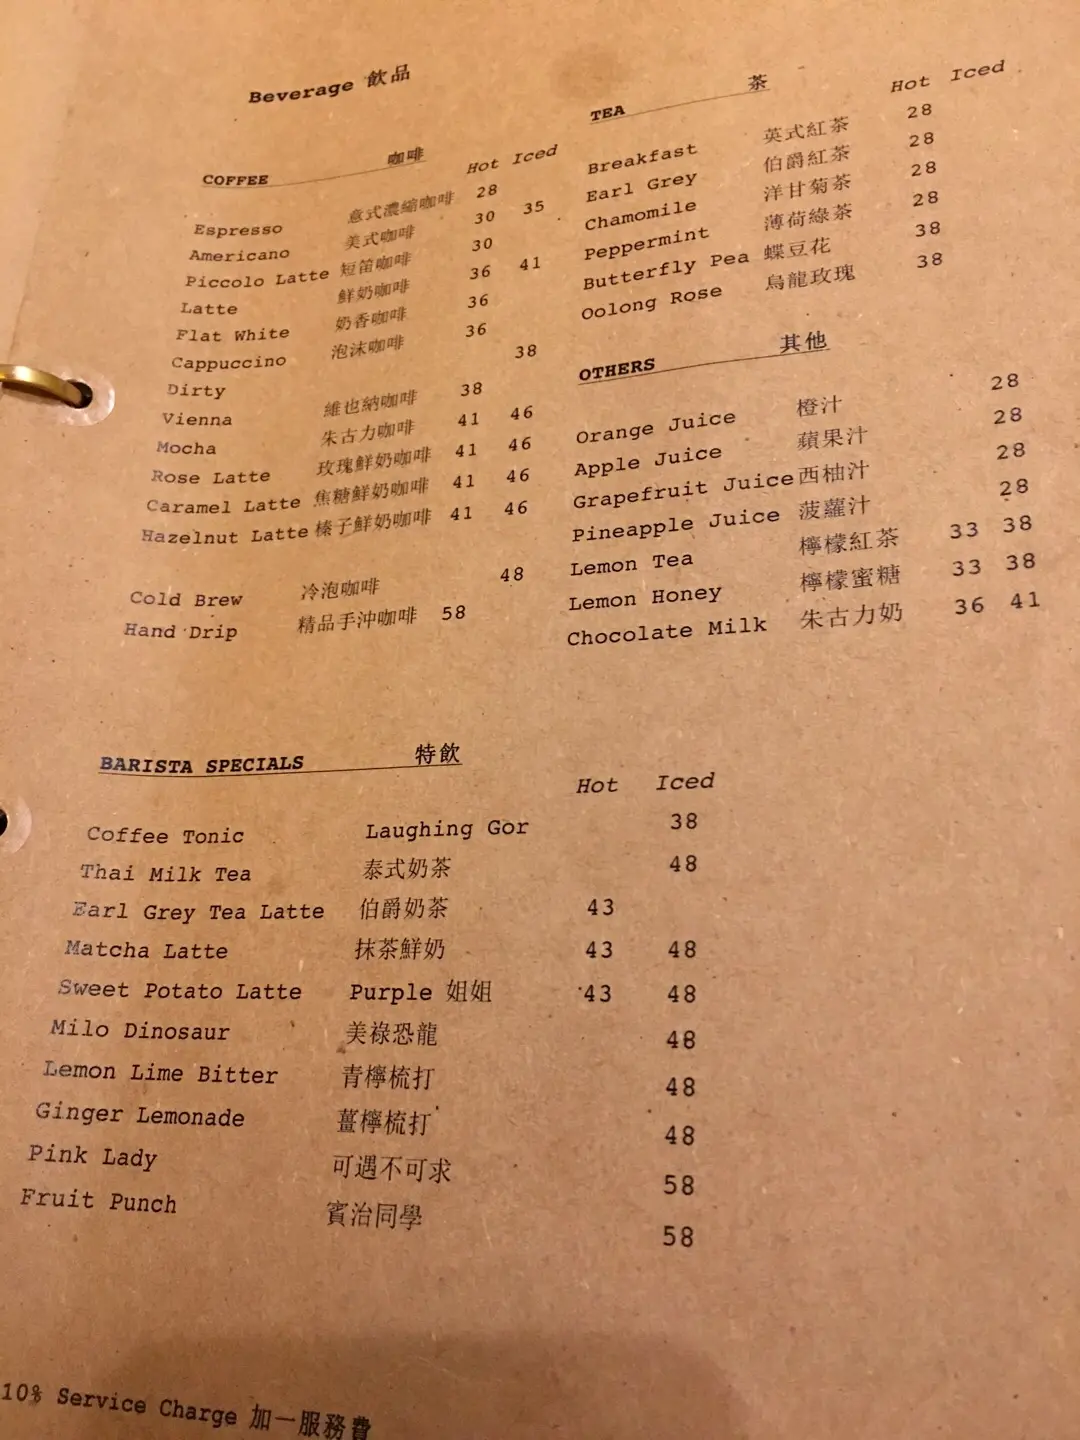 Beverage 飲品
COFFEE 咖啡 Hot Iced
Espresso 意式濃縮咖啡 28
Americano 美式咖啡 30 35
Piccolo Latte 短笛咖啡 30
Latte 鮮奶咖啡 36 41
Flat White 奶香咖啡 36
Cappuccino 泡沫咖啡 36
Dirty 38
Vienna 維也納咖啡 38
Mocha 朱古力咖啡 41 46
Rose Latte 玫瑰鮮奶咖啡 41 46
Caramel Latte 焦糖鮮奶咖啡 41 46
Hazelnut Latte 榛子鮮奶咖啡 41 46
Cold Brew 冷泡咖啡 48
Hand Drip 精品手沖咖啡 58
TEA 茶 Hot Iced
Breakfast 英式紅茶 28
Earl Grey 伯爵紅茶 28
Chamomile 洋甘菊茶 28
Peppermint 薄荷綠茶 28
Butterfly Pea 蝶豆花 38
Oolong Rose 烏龍玫瑰 38
OTHERS 其他
Orange Juice 橙汁 28
Apple Juice 蘋果汁 28
Grapefruit Juice 西柚汁 28
Pineapple Juice 菠蘿汁 28
Lemon Tea 檸檬紅茶 33 38
Lemon Honey 檸檬蜜糖 33 38
Chocolate Milk 朱古力奶 36 41
BARISTA SPECIALS 特飲 Hot Iced
Coffee Tonic Laughing Gor 38
Thai Milk Tea 泰式奶茶 48
Earl Grey Tea Latte 伯爵奶茶 43
Matcha Latte 抹茶鮮奶 43 48
Sweet Potato Latte Purple 姐姐 43 48
Milo Dinosaur 美祿恐龍 48
Lemon Lime Bitter 青檸梳打 48
Ginger Lemonade 薑檸梳打 48
Pink Lady 可遇不可求 58
Fruit Punch 賓治同學 58
10% Service Charge 加一服務費